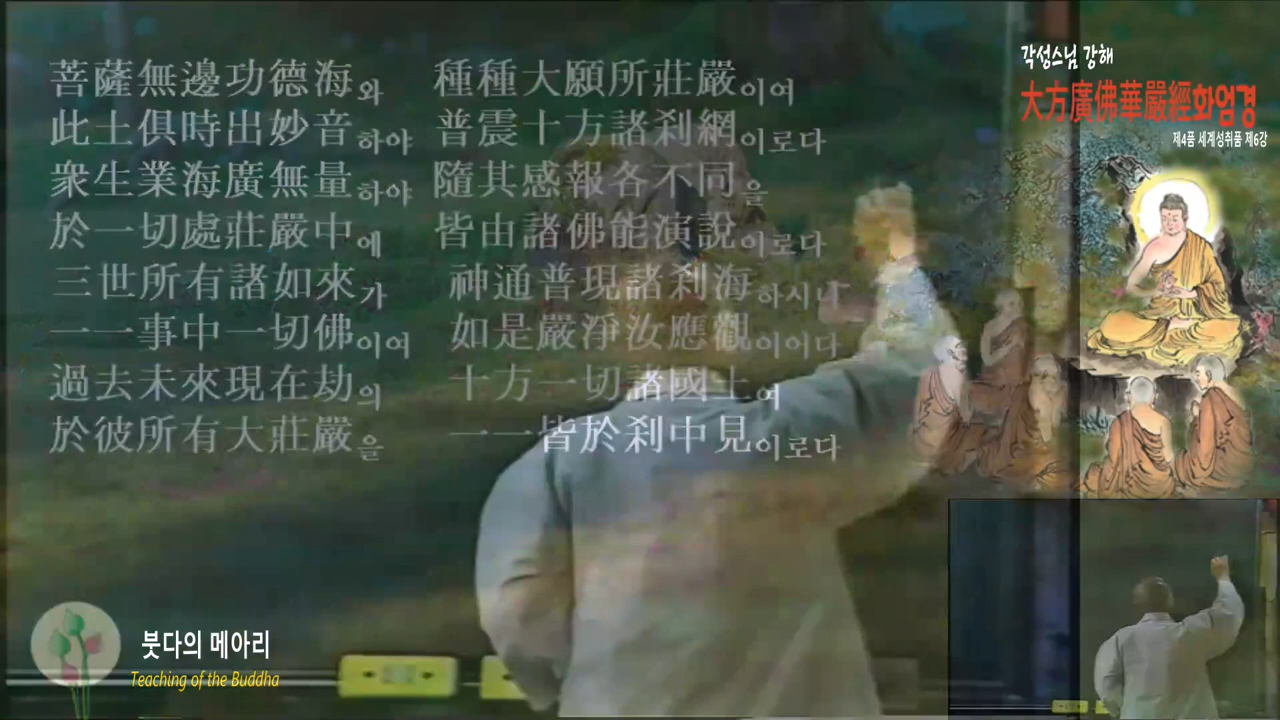 菩薩無邊功德海와 種種大願所莊嚴이여
此土俱時出妙音하야 普震十方諸刹網이로다
衆生業海廣無量하야 隨其感報各不同을
於一切處莊嚴中에 皆由諸佛能演說이로다
三世所有諸如來가 神通普現諸刹海하시니
一一事中一切佛이여 如是嚴淨汝應觀이어다
過去未來現在劫의 十方一切諸國土여
於彼所有大莊嚴을 一一皆於刹中見이로다
각성스님 강해
大方廣佛華嚴經화엄경
제4품 세계성취품 제6강
붓다의 메아리
Teaching of the Buddha